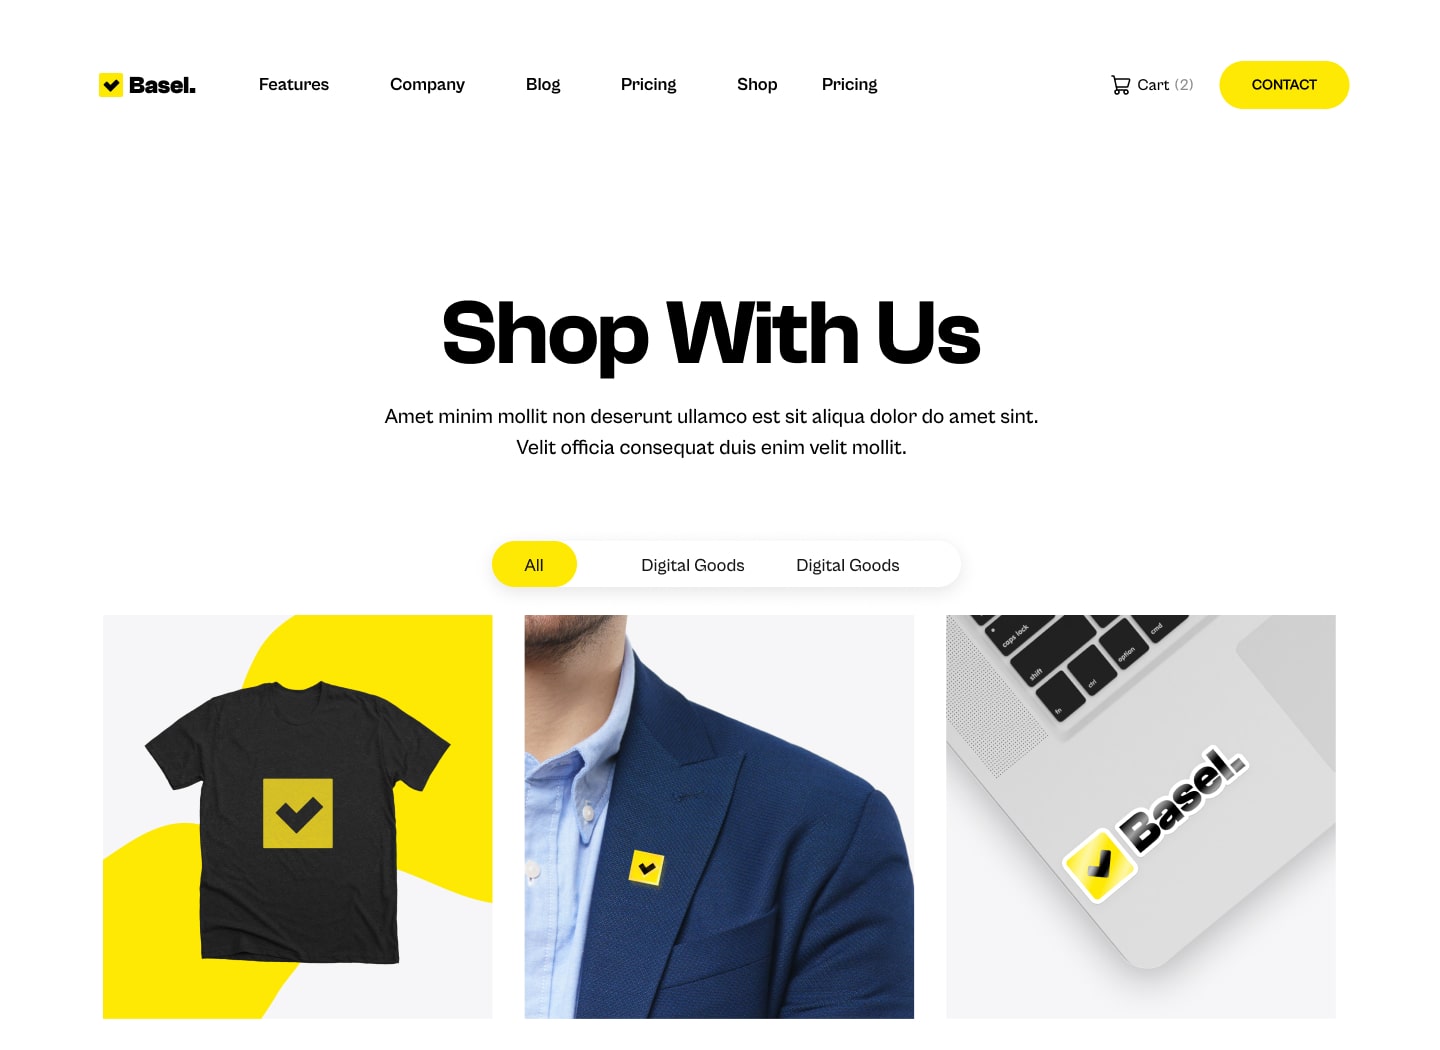 Basel. Features Company Blog Pricing Shop Pricing Cart (2) CONTACT
Shop With Us
Amet minim mollit non deserunt ullamco est sit aliqua dolor do amet sint.
Velit officia consequat duis enim velit mollit.
All Digital Goods Digital Goods
caps lock
shift
fn
ctrl
option
cmd
Basel.